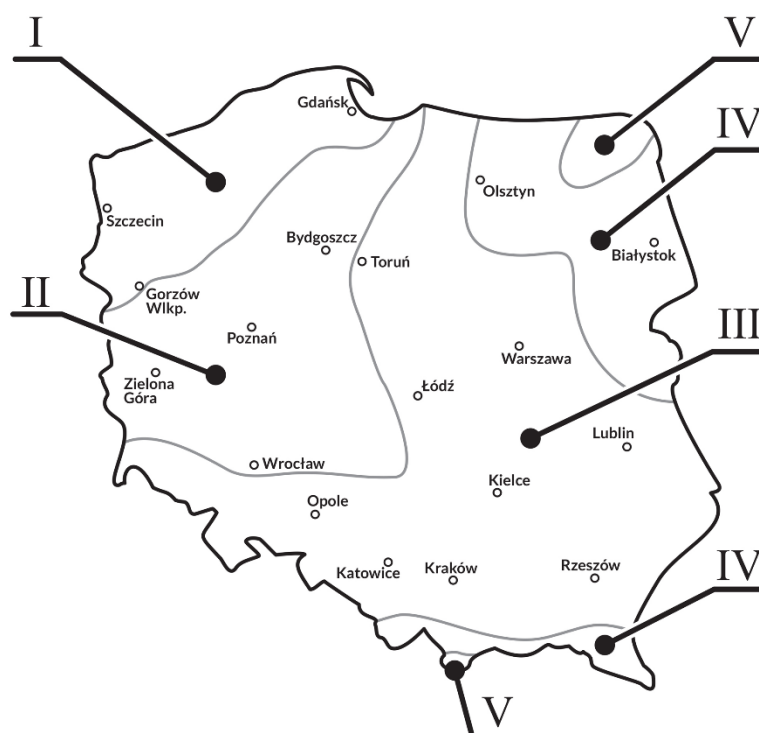 I
V
Gdańsk
IV
Olsztyn
Szczecin
Bydgoszcz
Toruń
Białystok
II
Gorzów
Wlkp.
III
Poznań
Warszawa
Zielona
Góra
Łódź
Lublin
Wrocław
Kielce
Opole
Katowice
Kraków
Rzeszów
IV
V